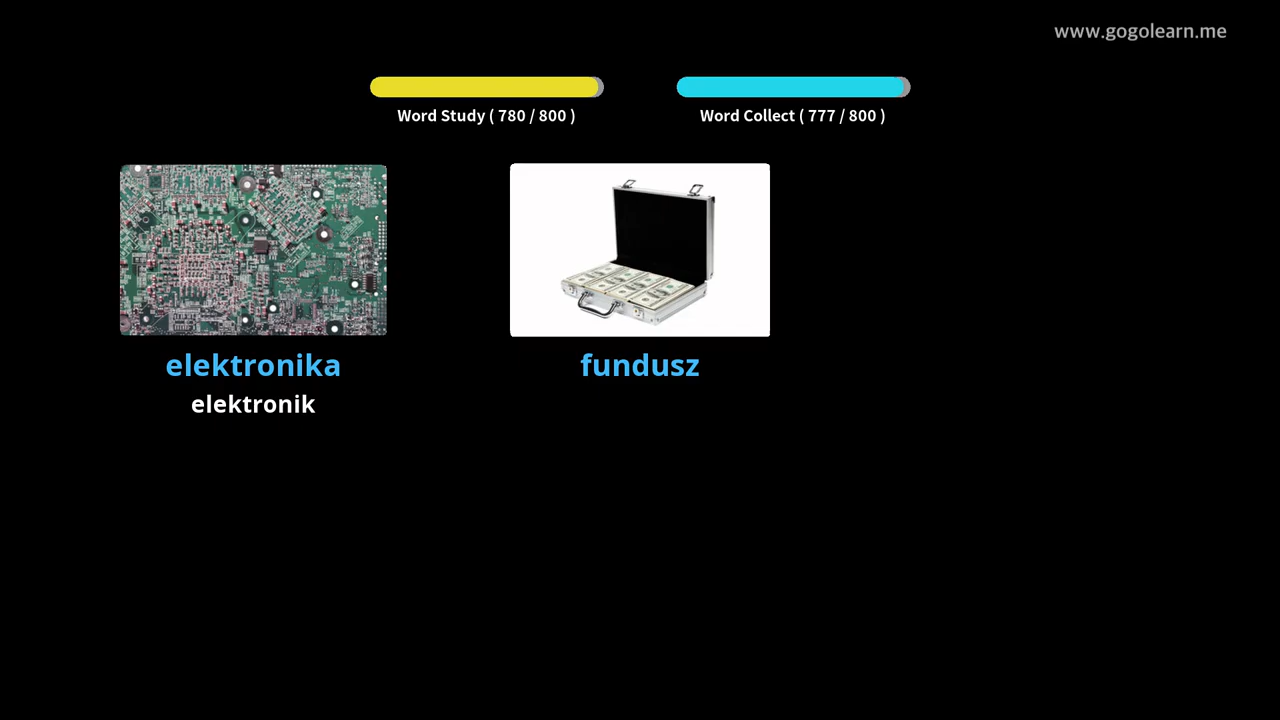 www.gogolearn.me
Word Study ( 780 / 800 )
Word Collect ( 777 / 800 )
elektronika
fundusz
elektronik